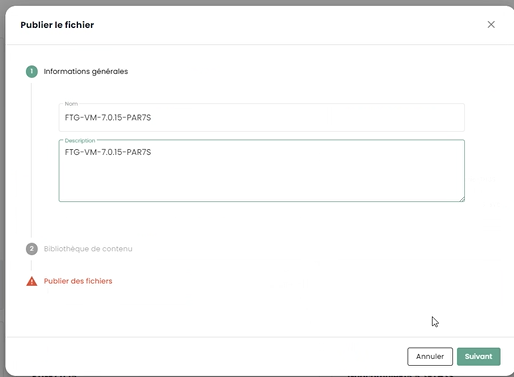 Publier le fichier
1 Informations générales
Nom
FTG-VM-7.0.15-PAR7S
Description
FTG-VM-7.0.15-PAR7S
2 Bibliothèque de contenu
Publier des fichiers
Annuler
Suivant